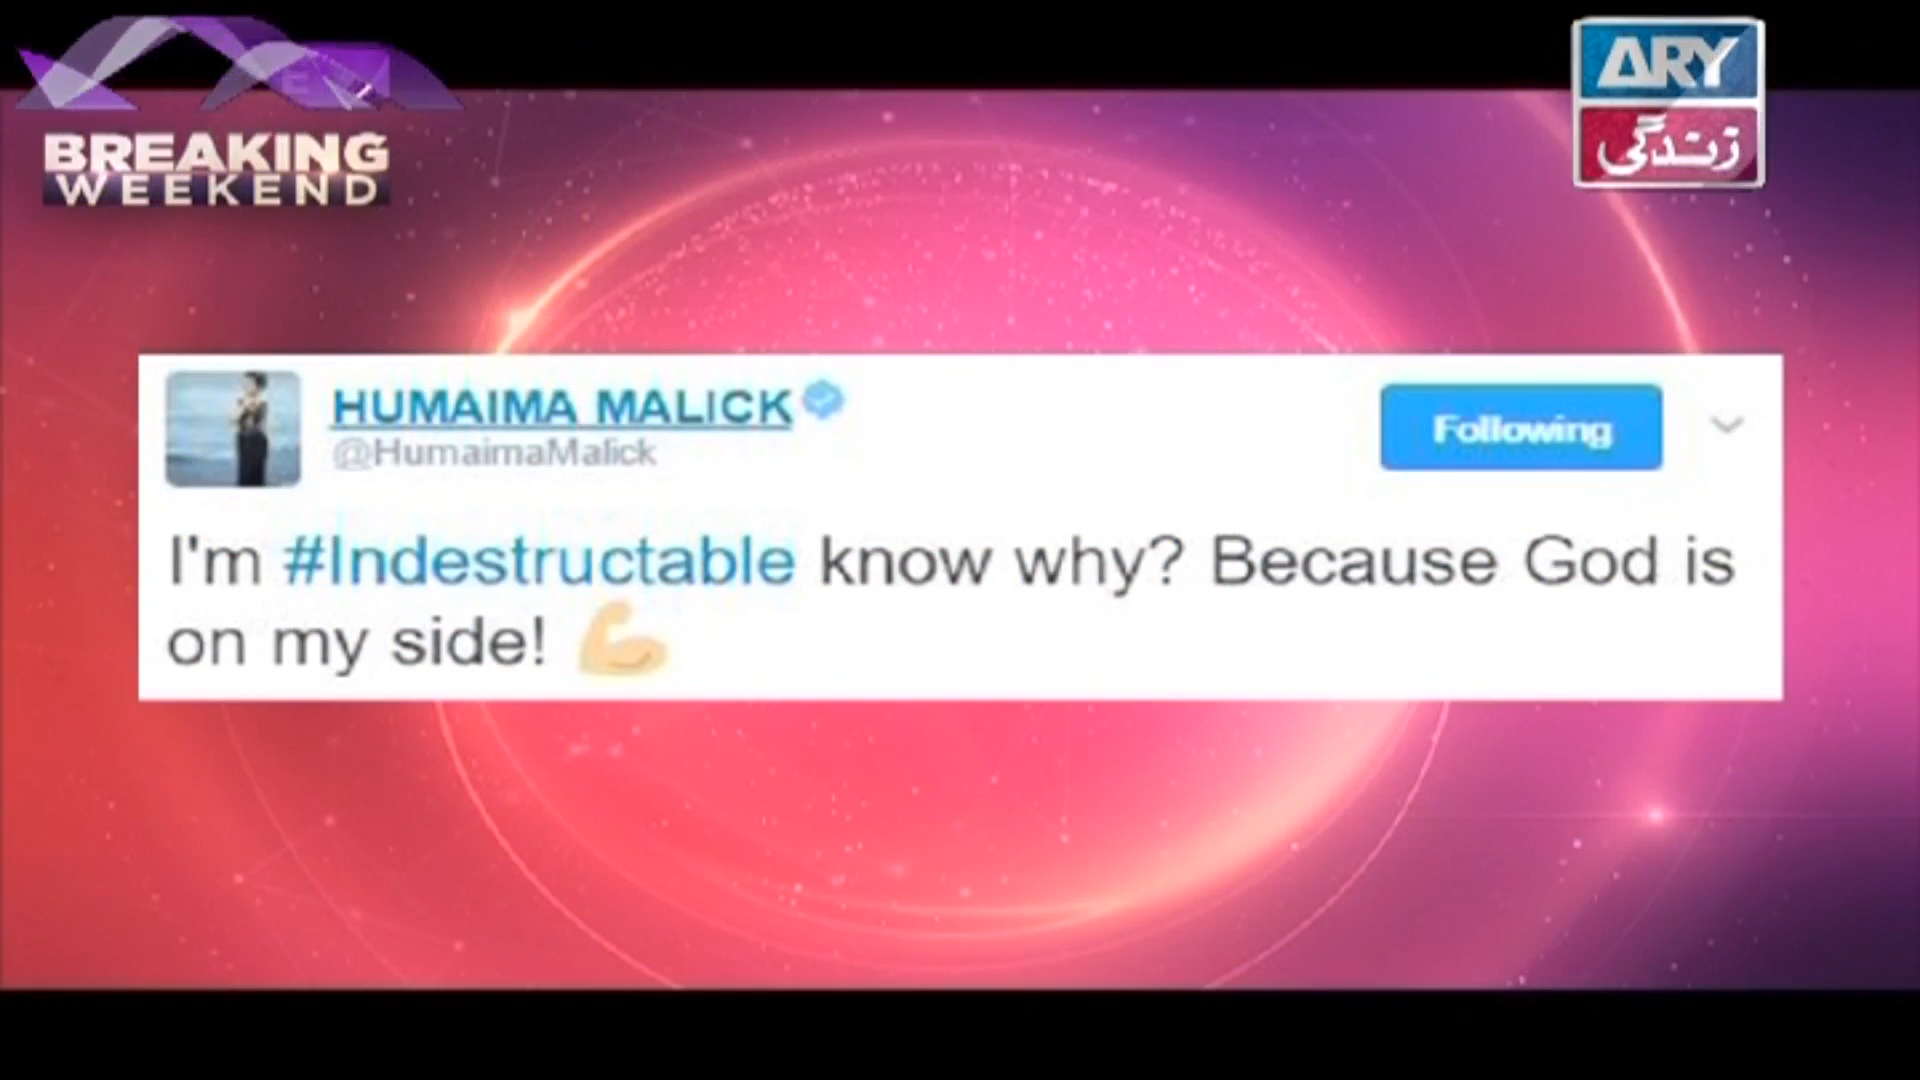 BREAKING
WEEKEND
ARY
زندگی
HUMAIMA MALICK
@HumaimaMalick
Following
I'm #Indestructable know why? Because God is
on my side! 💪